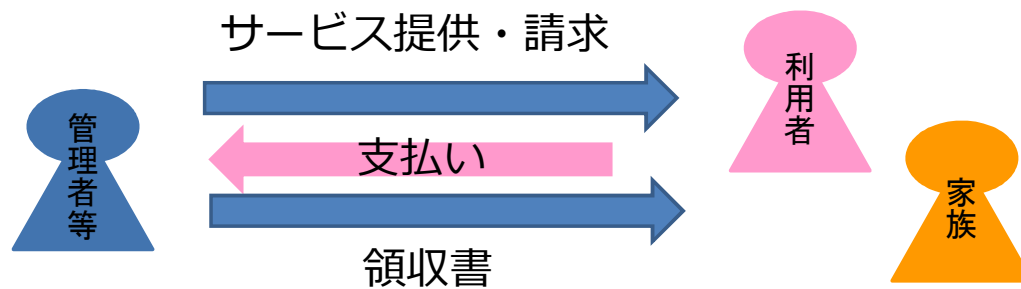 サービス提供・請求
利用者
管理者等
支払い
家族
領収書